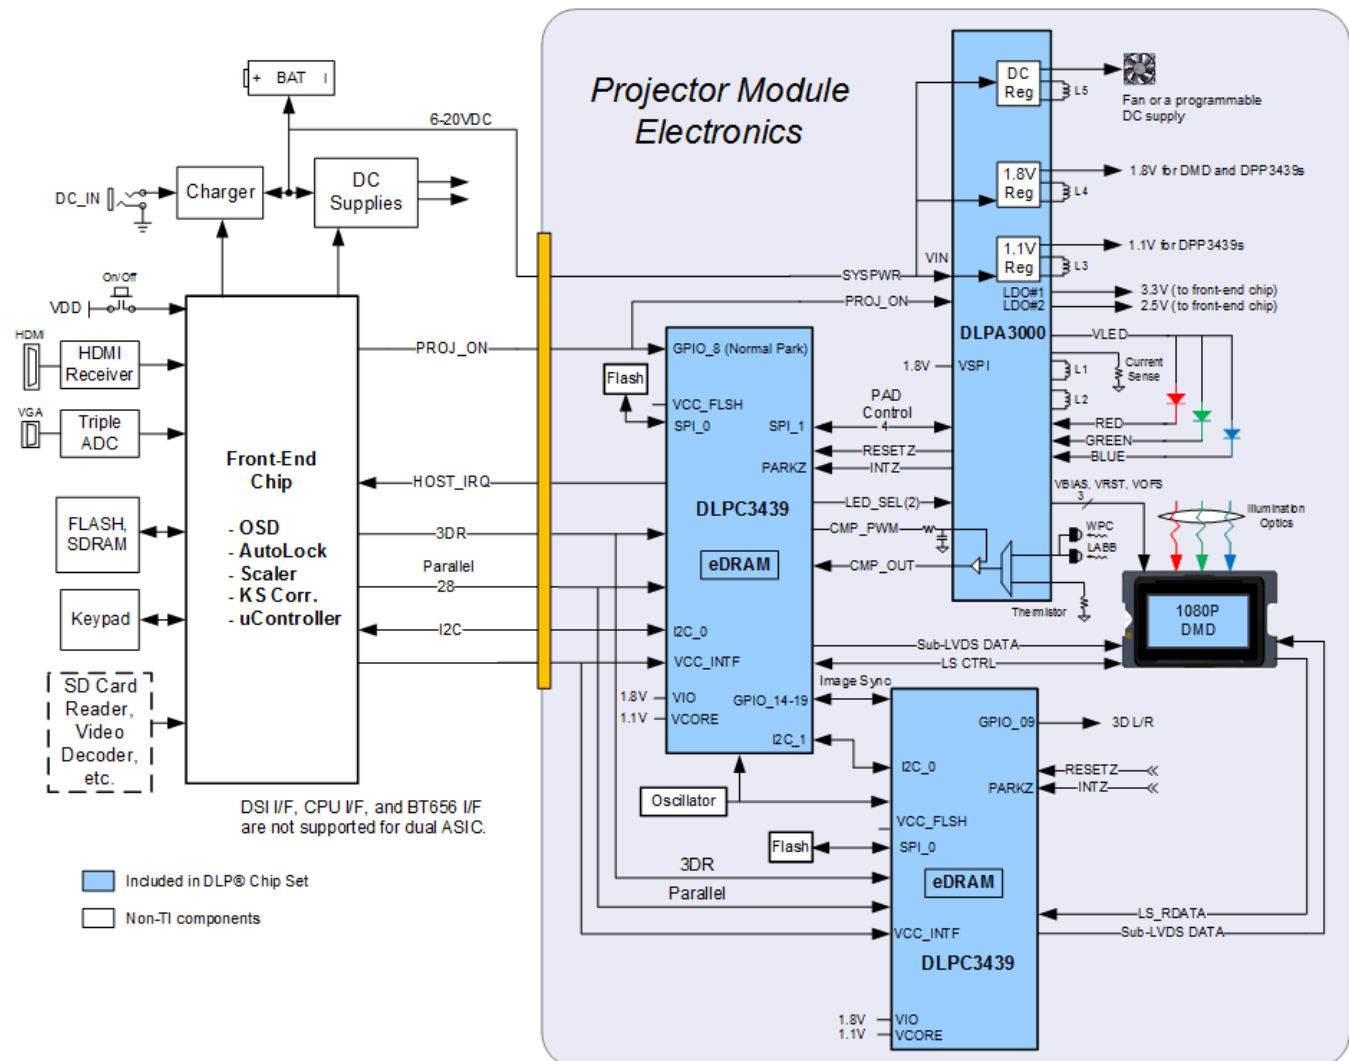 Projector Module
Electronics
+ BAT I
6-20VDC
DC_IN
Charger
DC
Supplies
On/Off
VDD
HDMI
HDMI
Receiver
VGA
Triple
ADC
FLASH,
SDRAM
Keypad
SD Card
Reader,
Video
Decoder,
etc.
Front-End
Chip
- OSD
- AutoLock
- Scaler
- KS Corr.
- uController
DSI I/F, CPU I/F, and BT656 I/F
are not supported for dual ASIC.
Included in DLP® Chip Set
Non-TI components
PROJ_ON
HOST_IRQ
3DR
Parallel
28
I2C
SYSPWR
VIN
PROJ_ON
GPIO_8 (Normal Park)
Flash
VCC_FLSH
SPI_0
SPI_1
PARKZ
DLPC3439
eDRAM
I2C_0
VCC_INTF
1.8V
VIO
1.1V
VCORE
GPIO_14-19
I2C_1
PAD
Control
4
RESETZ
INTZ
LED_SEL(2)
CMP_PWM
CMP_OUT
Sub-LVDS DATA
LS CTRL
Image Sync
DC
Reg
L5
Fan or a programmable
DC supply
1.8V
Reg
L4
1.8V for DMD and DPP3439s
1.1V
Reg
L3
1.1V for DPP3439s
LDO#1
3.3V (to front-end chip)
LDO#2
2.5V (to front-end chip)
DLPA3000
VLED
1.8V
VSPI
L1
L2
Current
Sense
RED
GREEN
BLUE
VBIAS, VRST, VOFS
3
WPC
LABB
Thermistor
Illumination
Optics
1080P
DMD
Oscillator
Flash
3DR
Parallel
GPIO_09
3D L/R
I2C_0
PARKZ
RESETZ
INTZ
VCC_FLSH
SPI_0
eDRAM
VCC_INTF
DLPC3439
LS_RDATA
Sub-LVDS DATA
1.8V
VIO
1.1V
VCORE